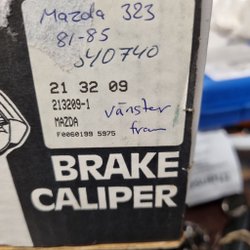 Mazda 323
81-85
540740
21 32 09
213209-1
MAZDA
vänster
fram
F0060199 5975
BRAKE
CALIPER